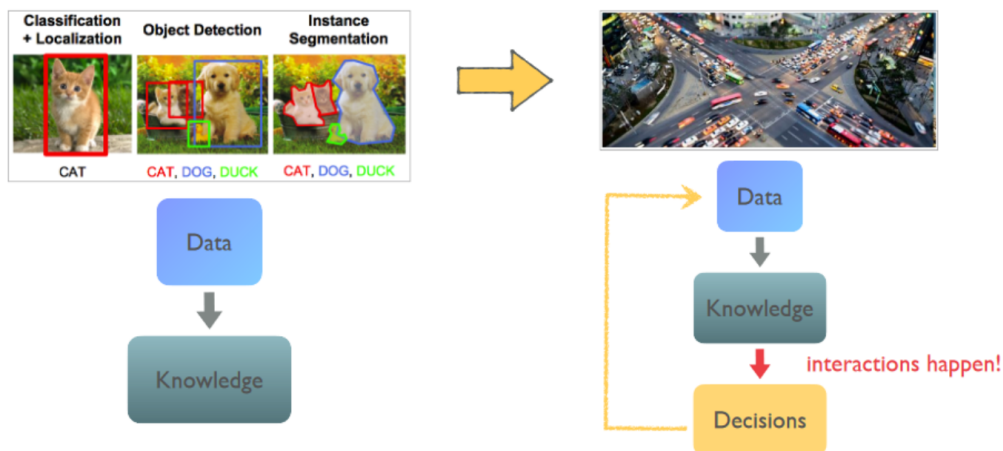 Classification
+ Localization
Object Detection
Instance
Segmentation
CAT
CAT, DOG, DUCK
CAT, DOG, DUCK
Data
Knowledge
Data
Knowledge
interactions happen!
Decisions